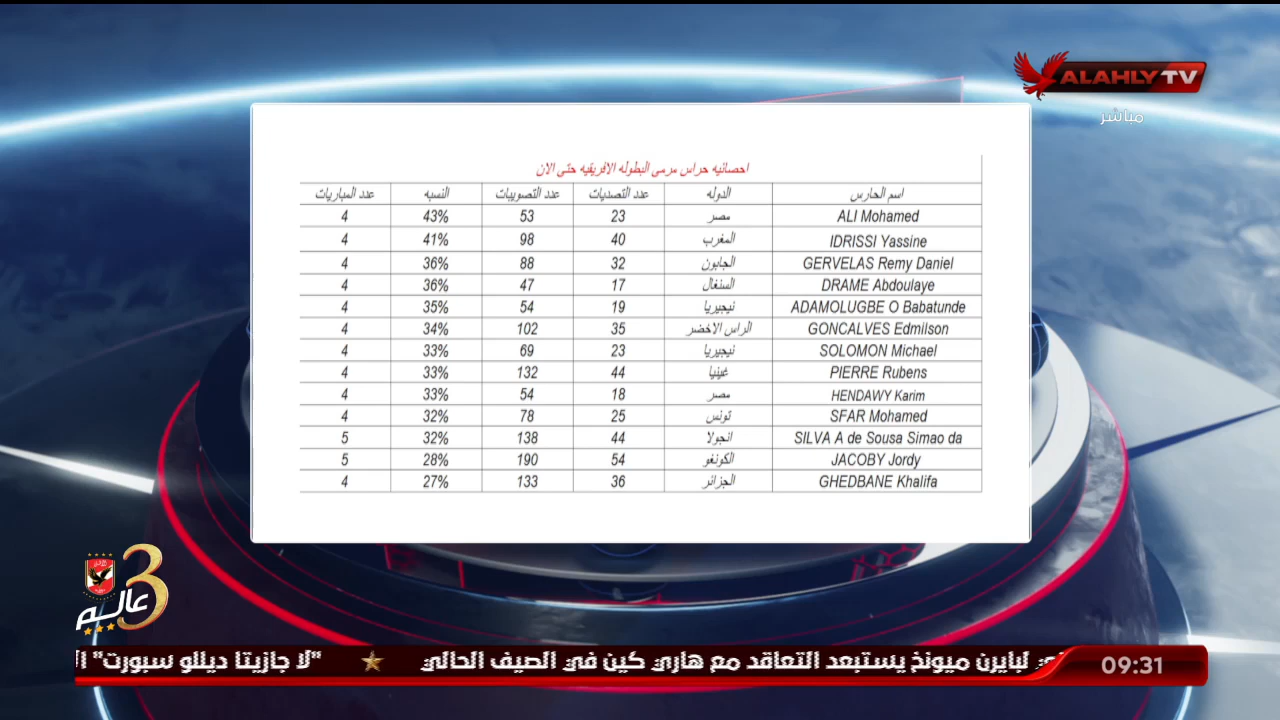 ALAHLY TV
مباشر
احصائيه حراس مرمى البطوله الافريقيه حتى الان
اسم الحارس الدوله عدد التصديات عدد التصويبات النسبه عدد المباريات
ALI Mohamed مصر 23 53 43% 4
IDRISSI Yassine المغرب 40 98 41% 4
GERVELAS Remy Daniel الجابون 32 88 36% 4
DRAME Abdoulaye السنغال 17 47 36% 4
ADAMOLUGBE O Babatunde نيجيريا 19 54 35% 4
GONCALVES Edmilson الراس الاخضر 35 102 34% 4
SOLOMON Michael نيجيريا 23 69 33% 4
PIERRE Rubens غينيا 44 132 33% 4
HENDAWY Karim مصر 18 54 33% 4
SFAR Mohamed تونس 25 78 32% 4
SILVA A de Sousa Simao da انجولا 44 138 32% 5
JACOBY Jordy الكونغو 54 190 28% 5
GHEDBANE Khalifa الجزائر 36 133 27% 4
3 عالم
لبايرن ميونخ يستبعد التعاقد مع هاري كين في الصيف الحالي "لا جازيتا ديللو سبورت"
09:31